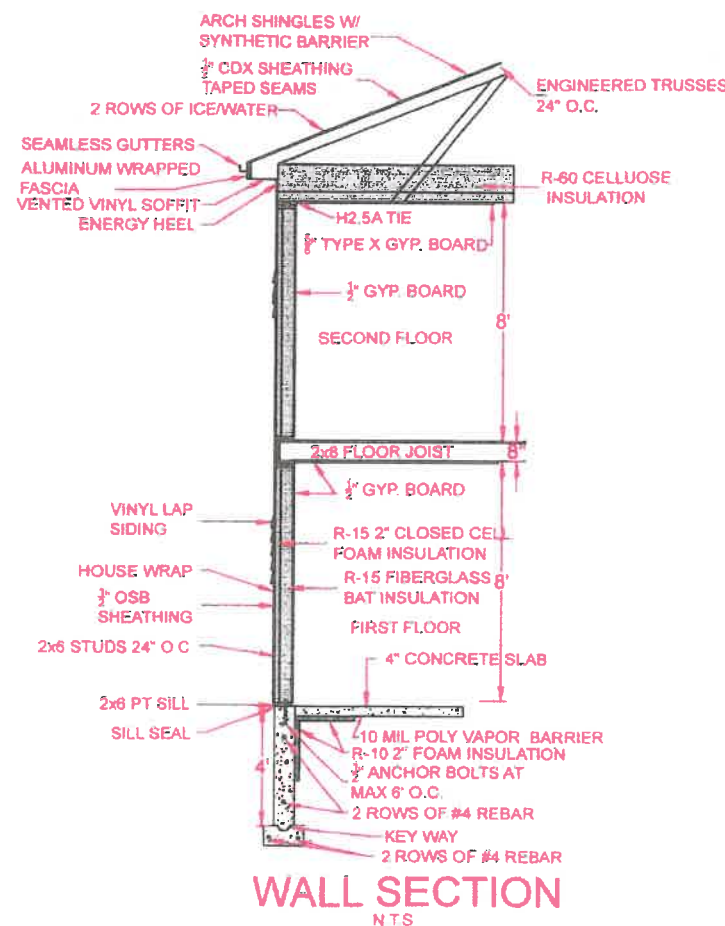 ARCH SHINGLES W/
SYNTHETIC BARRIER
½" CDX SHEATHING
TAPED SEAMS
2 ROWS OF ICE/WATER
ENGINEERED TRUSSES
24" O.C.
SEAMLESS GUTTERS
ALUMINUM WRAPPED
FASCIA
VENTED VINYL SOFFIT
ENERGY HEEL
R-60 CELLUOSE
INSULATION
H2.5A TIE
⅝" TYPE X GYP. BOARD
½" GYP. BOARD
8'
SECOND FLOOR
2x6 FLOOR JOIST
8"
½" GYP. BOARD
VINYL LAP
SIDING
R-15 2" CLOSED CELL
FOAM INSULATION
HOUSE WRAP
R-15 FIBERGLASS
BAT INSULATION
8'
½" OSB
SHEATHING
FIRST FLOOR
2x6 STUDS 24" O C
4" CONCRETE SLAB
2x6 PT SILL
SILL SEAL
10 MIL POLY VAPOR BARRIER
R-10 2" FOAM INSULATION
4'
½" ANCHOR BOLTS AT
MAX 6' O.C.
2 ROWS OF #4 REBAR
KEY WAY
2 ROWS OF #4 REBAR
WALL SECTION
NTS